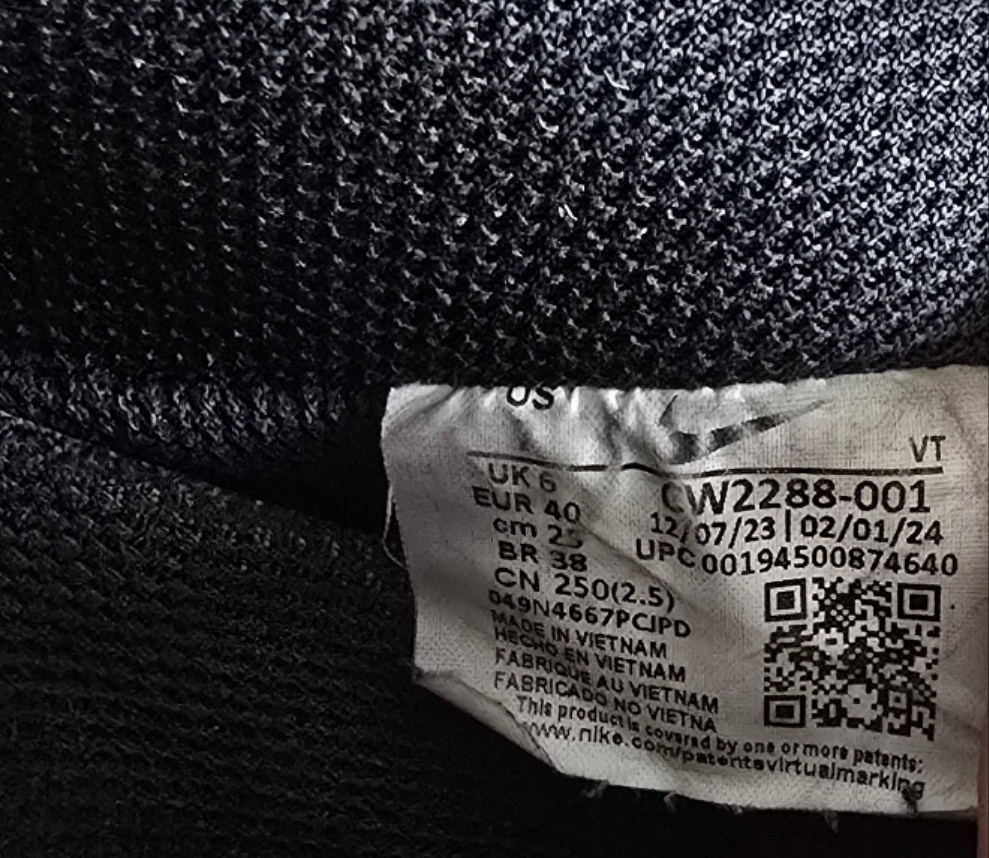 US
VT
UK 6
EUR 40
cm 25
BR 38
CN 250(2.5)
CW2288-001
12/07/23 | 02/01/24
UPC 00194500874640
049N4667PCJPD
MADE IN VIETNAM
HECHO EN VIETNAM
FABRIQUE AU VIETNAM
FABRICADO NO VIETNA
This product is covered by one or more patents:
www.nike.com/patentsvirtualmarking